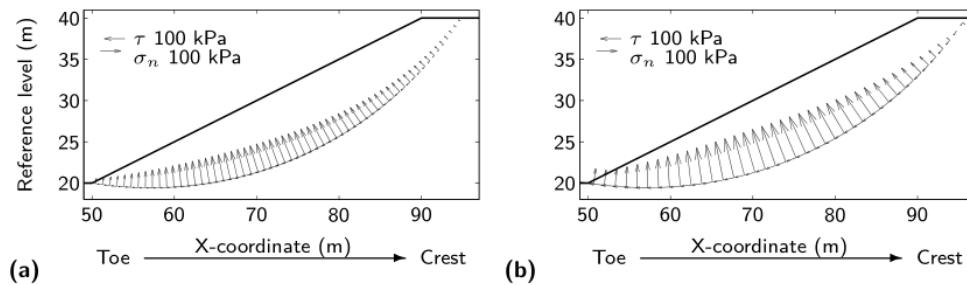 Reference level (m)
40
35
30
25
20
← τ 100 kPa
→ σn 100 kPa
50 60 70 80 90
X-coordinate (m)
(a) Toe Crest
40
35
30
25
20
← τ 100 kPa
→ σn 100 kPa
50 60 70 80 90
X-coordinate (m)
(b) Toe Crest